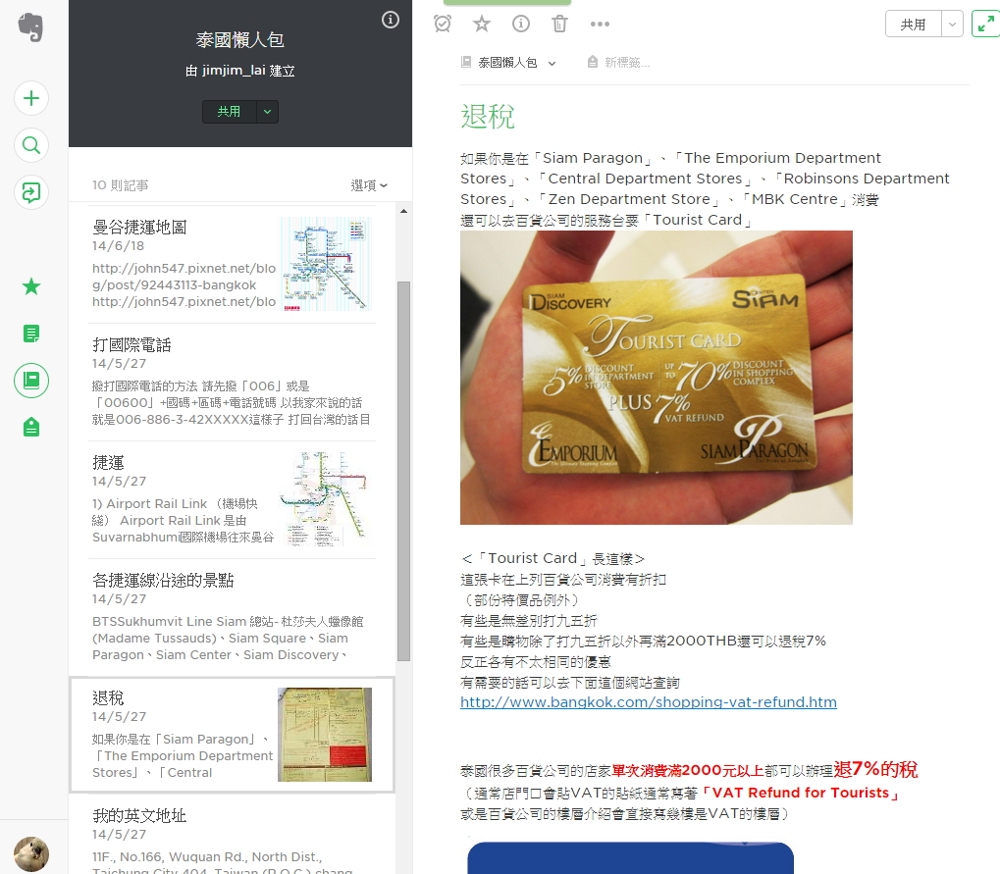 泰國懶人包
由 jimjim_lai 建立
共用
10 則記事
選項
曼谷捷運地圖
14/6/18
http://john547.pixnet.net/blo
g/post/92443113-bangkok
http://john547.pixnet.net/blo
打國際電話
14/5/27
撥打國際電話的方法 請先撥「006」或是
「00600」+國碼+區碼+電話號碼 以我家來說的話
就是006-886-3-42XXXXX這樣子 打回台灣的話目
捷運
14/5/27
1) Airport Rail Link （機場快
綫） Airport Rail Link 是由
Suvarnabhumi國際機場往來曼谷
各捷運線沿途的景點
14/5/27
BTSSukhumvit Line Siam 總站- 杜莎夫人蠟像館
(Madame Tussauds)、Siam Square、Siam
Paragon、Siam Center、Siam Discovery、
退稅
14/5/27
如果你是在「Siam Paragon」、
「The Emporium Department
Stores」、「Central
我的英文地址
14/5/27
11F., No.166, Wuquan Rd., North Dist.,
Taichung City 404, Taiwan (R.O.C.) chang
共用
泰國懶人包
新標籤...
退稅
如果你是在「Siam Paragon」、「The Emporium Department
Stores」、「Central Department Stores」、「Robinsons Department
Stores」、「Zen Department Store」、「MBK Centre」消費
還可以去百貨公司的服務台要「Tourist Card」
SIAM DISCOVERY
SIAM CENTER
TOURIST CARD
5% DISCOUNT IN DEPARTMENT STORE
UP TO 70% DISCOUNT IN SHOPPING COMPLEX
PLUS 7% VAT REFUND
EMPORIUM
SIAM PARAGON
＜「Tourist Card」長這樣＞
這張卡在上列百貨公司消費有折扣
（部份特價品例外）
有些是無差別打九五折
有些是購物除了打九五折以外再滿2000THB還可以退稅7%
反正各有不太相同的優惠
有需要的話可以去下面這個網站查詢
http://www.bangkok.com/shopping-vat-refund.htm
泰國很多百貨公司的店家單次消費滿2000元以上都可以辦理退7%的稅
（通常店門口會貼VAT的貼紙通常寫著「VAT Refund for Tourists」
或是百貨公司的樓層介紹會直接寫幾樓是VAT的樓層）